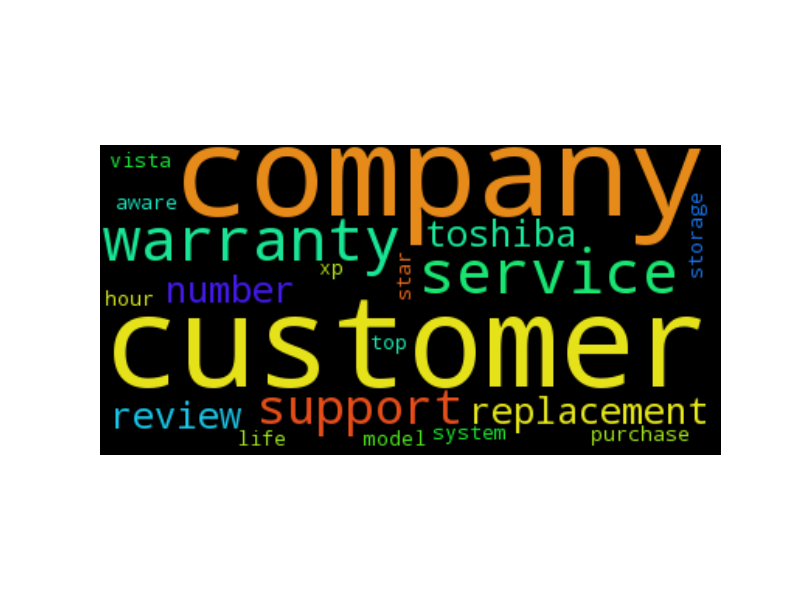 vista
company
aware
storage
warranty
toshiba
service
xp
star
hour
number
customer
top
review
support
replacement
life
model
system
purchase